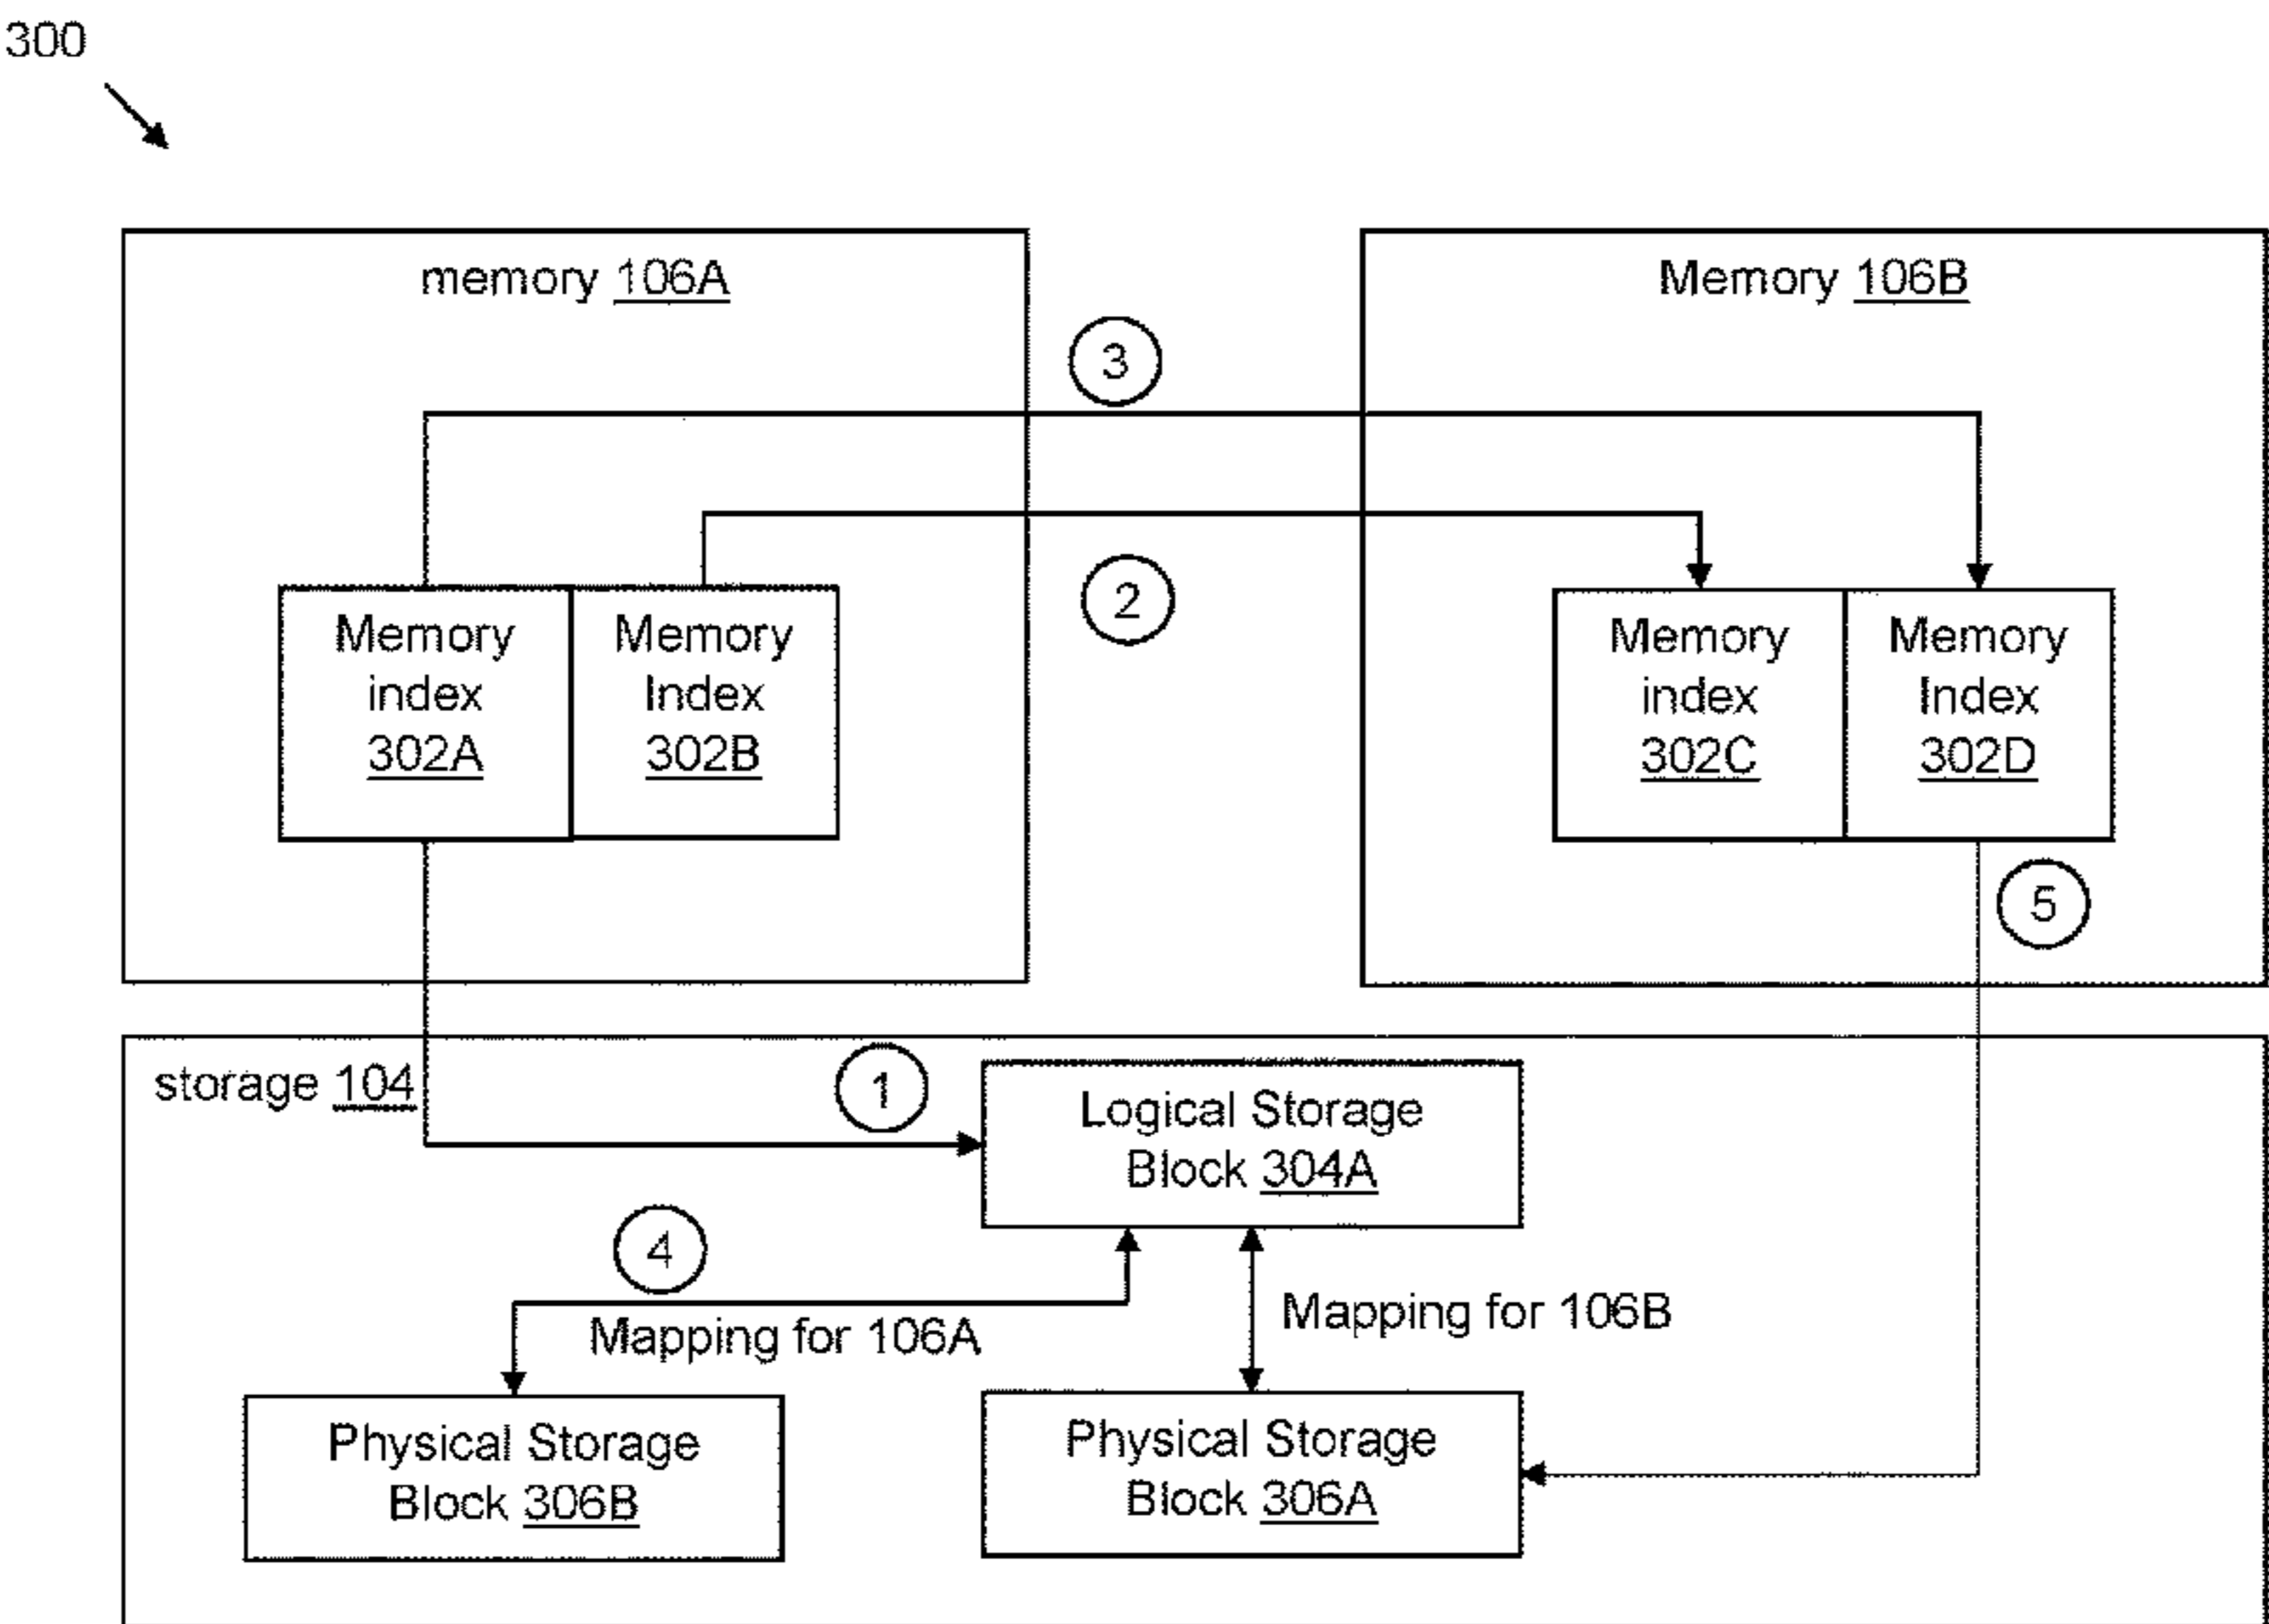 300
memory 106A
Memory 106B
3
2
Memory
index
302A
Memory
Index
302B
Memory
index
302C
Memory
Index
302D
5
storage 104
1
Logical Storage
Block 304A
4
Mapping for 106A
Mapping for 106B
Physical Storage
Block 306B
Physical Storage
Block 306A